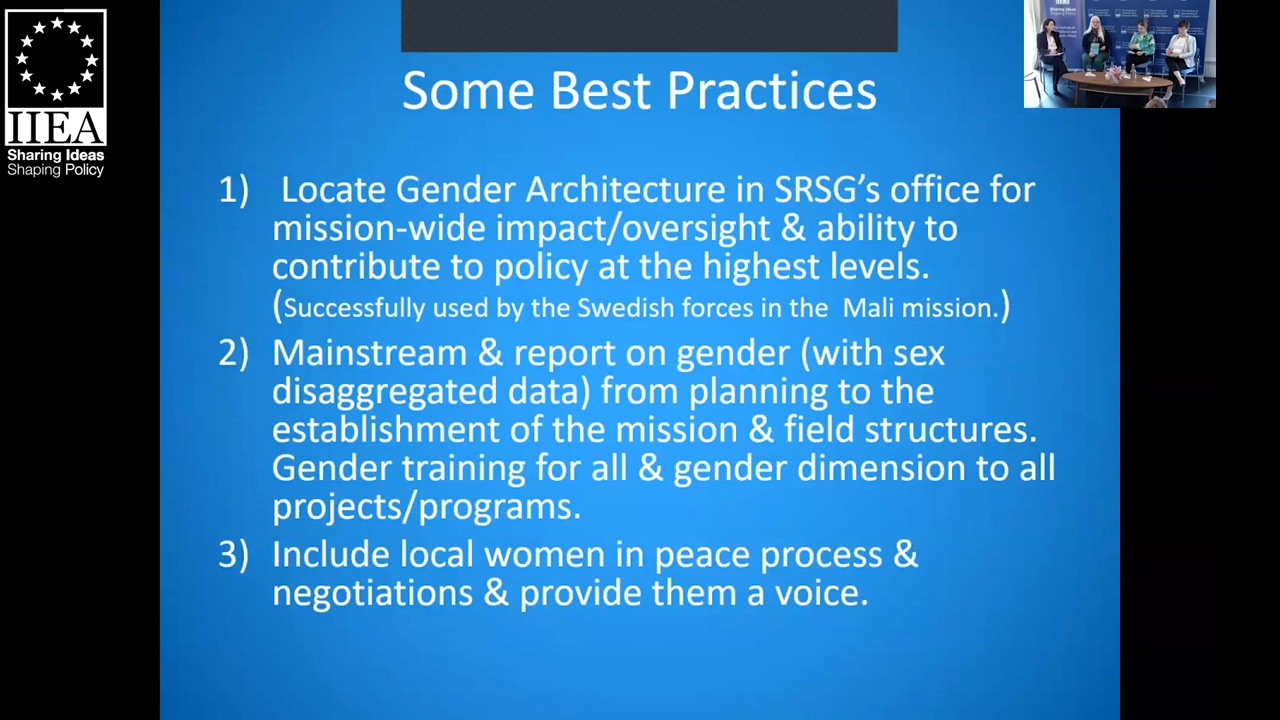 IIEA
Sharing Ideas
Shaping Policy
Some Best Practices
1) Locate Gender Architecture in SRSG’s office for
mission-wide impact/oversight & ability to
contribute to policy at the highest levels.
(Successfully used by the Swedish forces in the Mali mission.)
2) Mainstream & report on gender (with sex
disaggregated data) from planning to the
establishment of the mission & field structures.
Gender training for all & gender dimension to all
projects/programs.
3) Include local women in peace process &
negotiations & provide them a voice.
Sharing Ideas
Shaping Policy